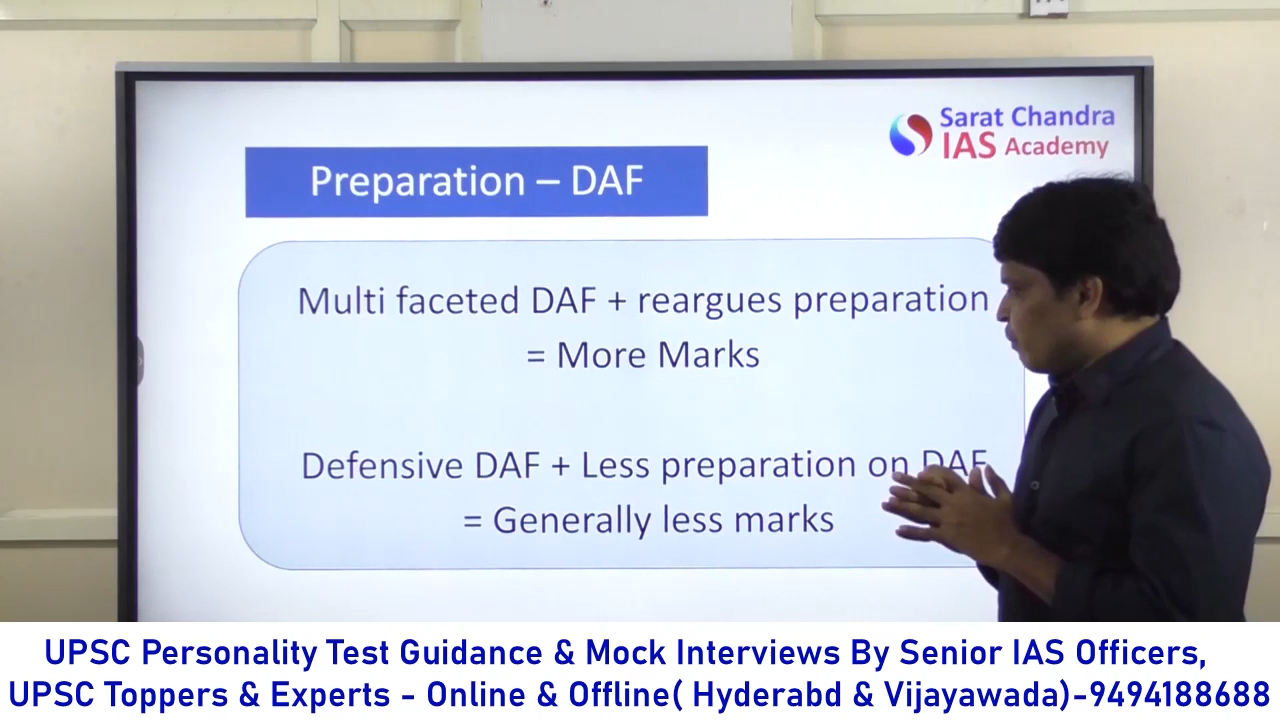 Sarat Chandra
IAS Academy
Preparation – DAF
Multi faceted DAF + reargues preparation
= More Marks
Defensive DAF + Less preparation on DAF
= Generally less marks
UPSC Personality Test Guidance & Mock Interviews By Senior IAS Officers,
UPSC Toppers & Experts - Online & Offline( Hyderabd & Vijayawada)-9494188688